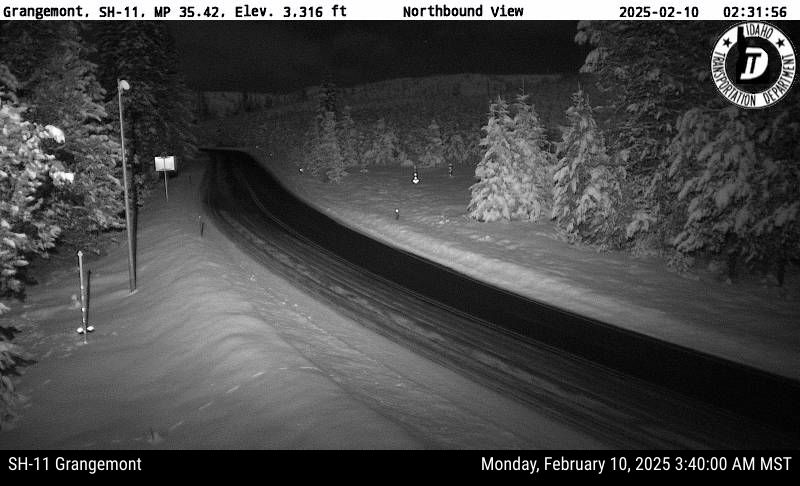 Grangemont, SH-11, MP 35.42, Elev. 3,316 ft Northbound View 2025-02-10 02:31:56
IDAHO
TRANSPORTATION DEPARTMENT
SH-11 Grangemont Monday, February 10, 2025 3:40:00 AM MST